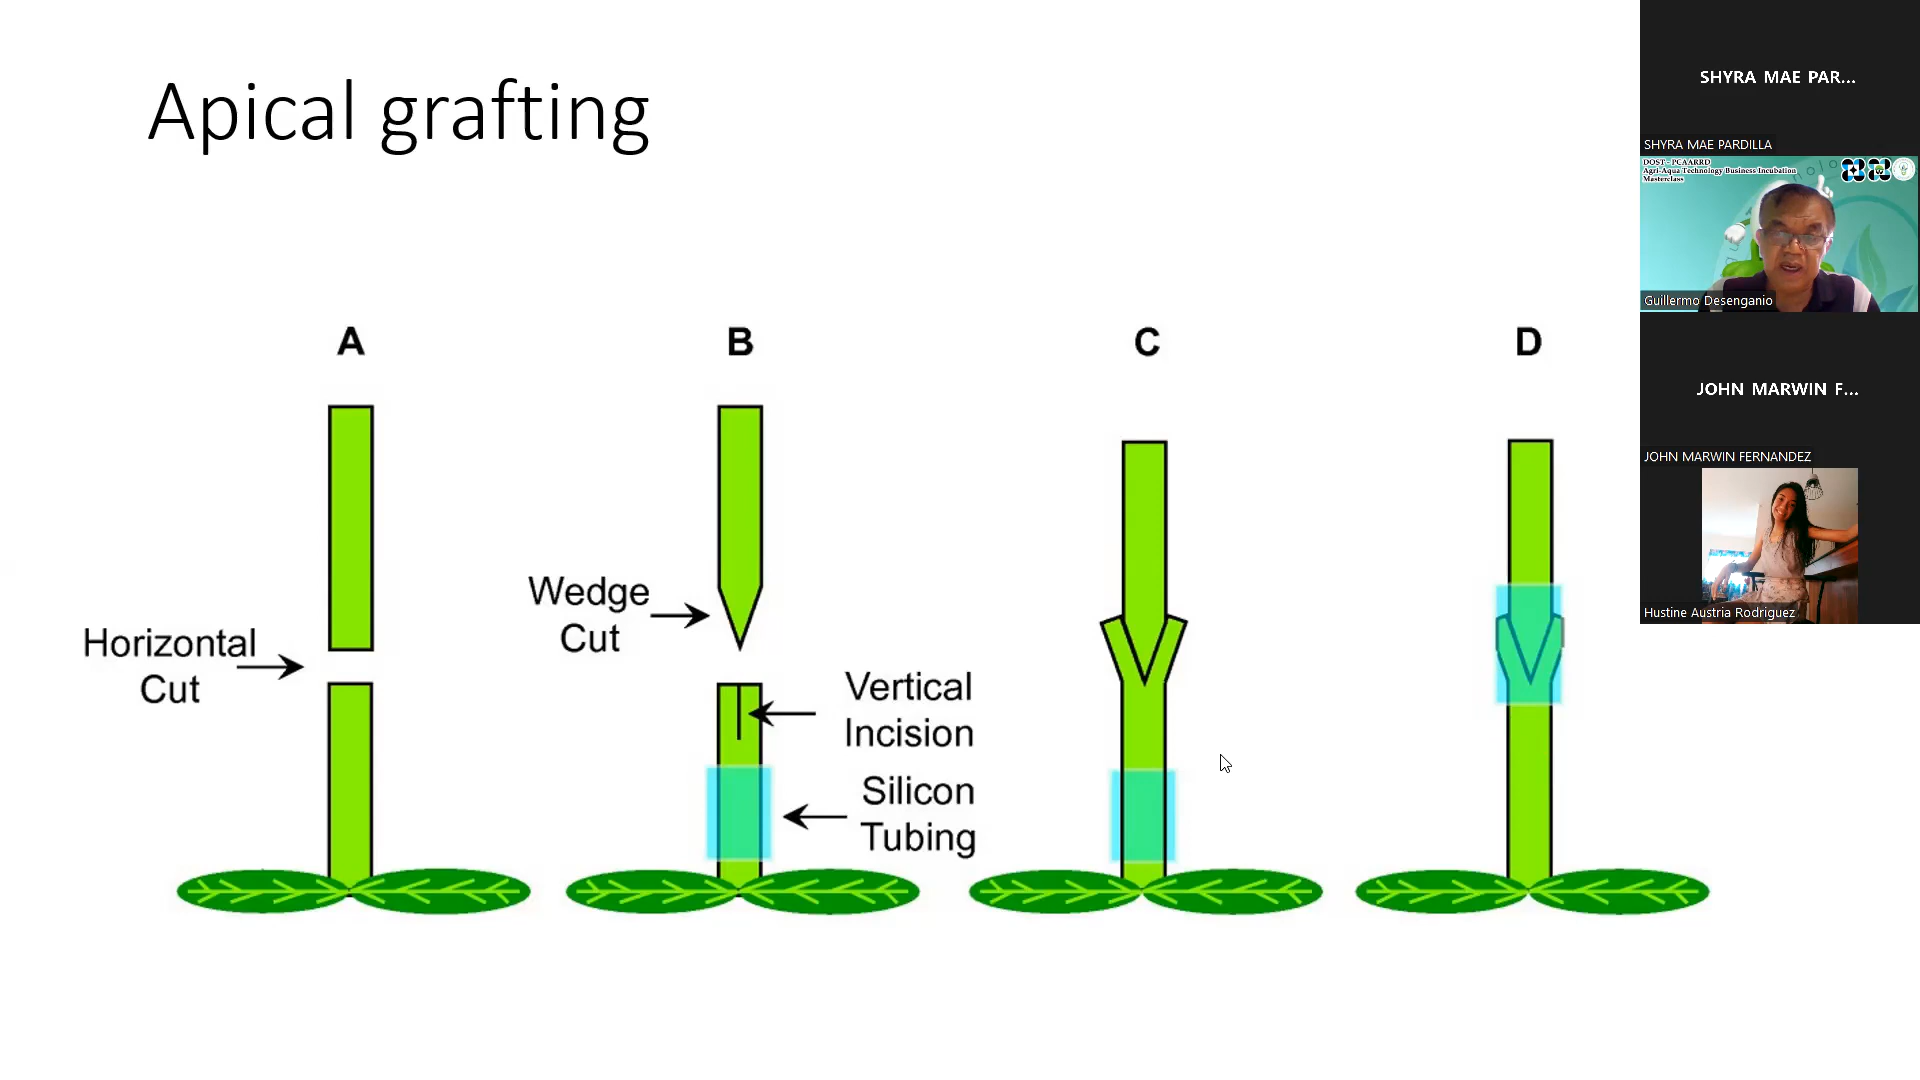 Apical grafting
A
B
C
D
Horizontal
Cut
Wedge
Cut
Vertical
Incision
Silicon
Tubing
SHYRA MAE PAR...
SHYRA MAE PARDILLA
DOST - PCAARRD
Agri-Aqua Technology Business Incubation
Masterclass
Guillermo Desenganio
JOHN MARWIN F...
JOHN MARWIN FERNANDEZ
Hustine Austria Rodriguez